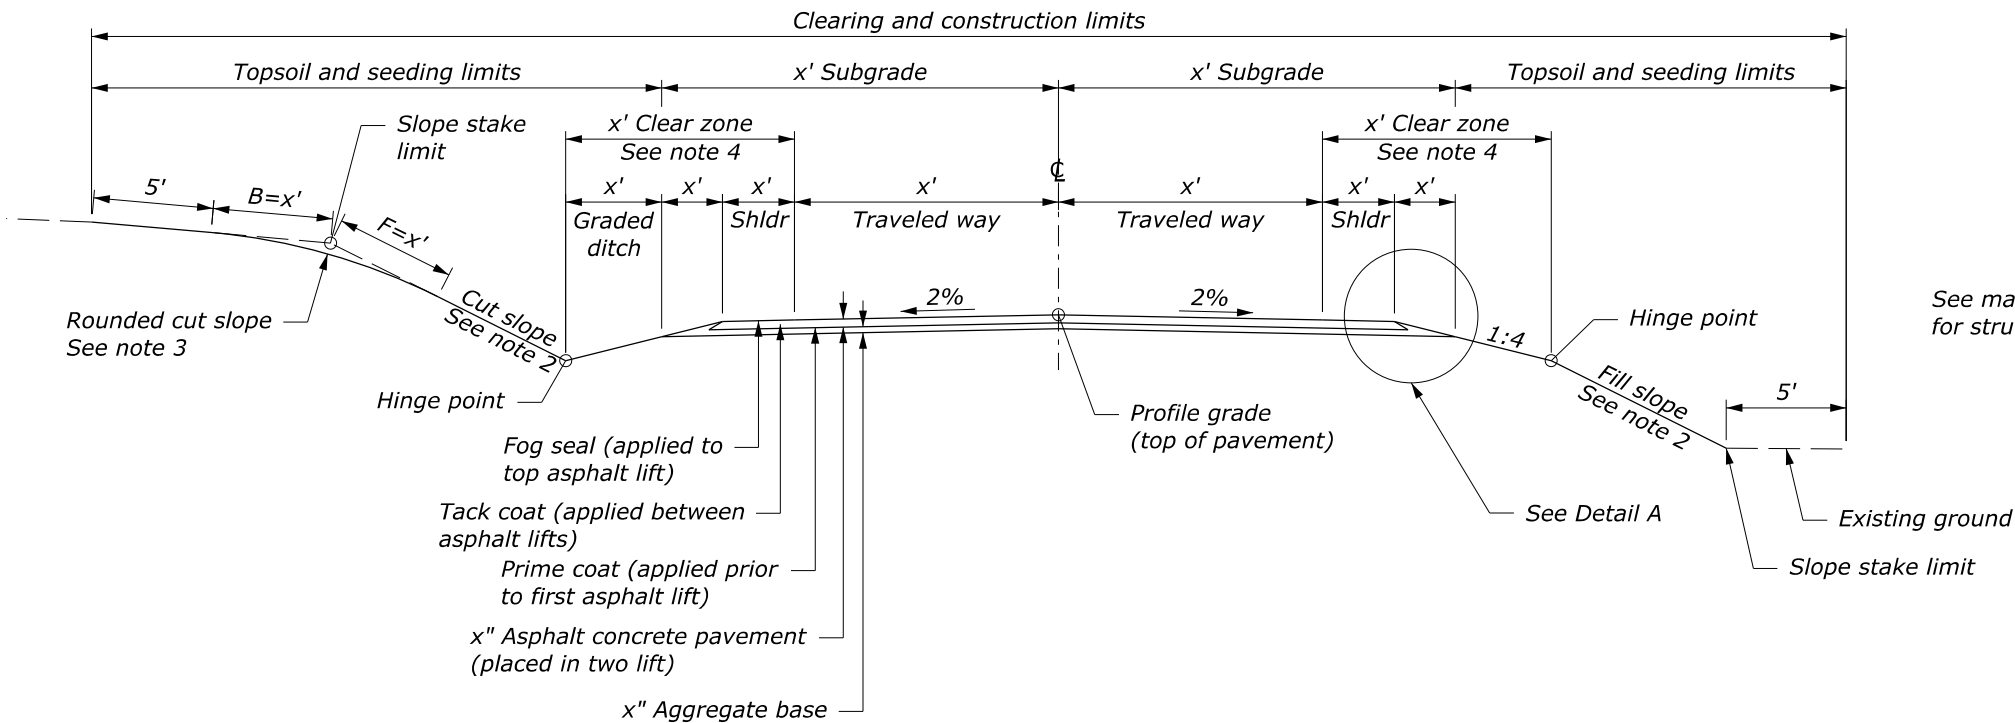 Clearing and construction limits
Topsoil and seeding limits
x' Subgrade
x' Subgrade
Topsoil and seeding limits
Slope stake
limit
x' Clear zone
See note 4
x' Clear zone
See note 4
℄
5'
B=x'
F=x'
x'
x'
x'
x'
x'
x'
x'
Graded
ditch
Shldr
Traveled way
Traveled way
Shldr
2%
2%
Cut slope
See note 2
Rounded cut slope
See note 3
Hinge point
1:4
Hinge point
See ma
for stru
Fill slope
See note 2
5'
Profile grade
(top of pavement)
Fog seal (applied to
top asphalt lift)
Tack coat (applied between
asphalt lifts)
See Detail A
Existing ground
Prime coat (applied prior
to first asphalt lift)
Slope stake limit
x" Asphalt concrete pavement
(placed in two lift)
x" Aggregate base